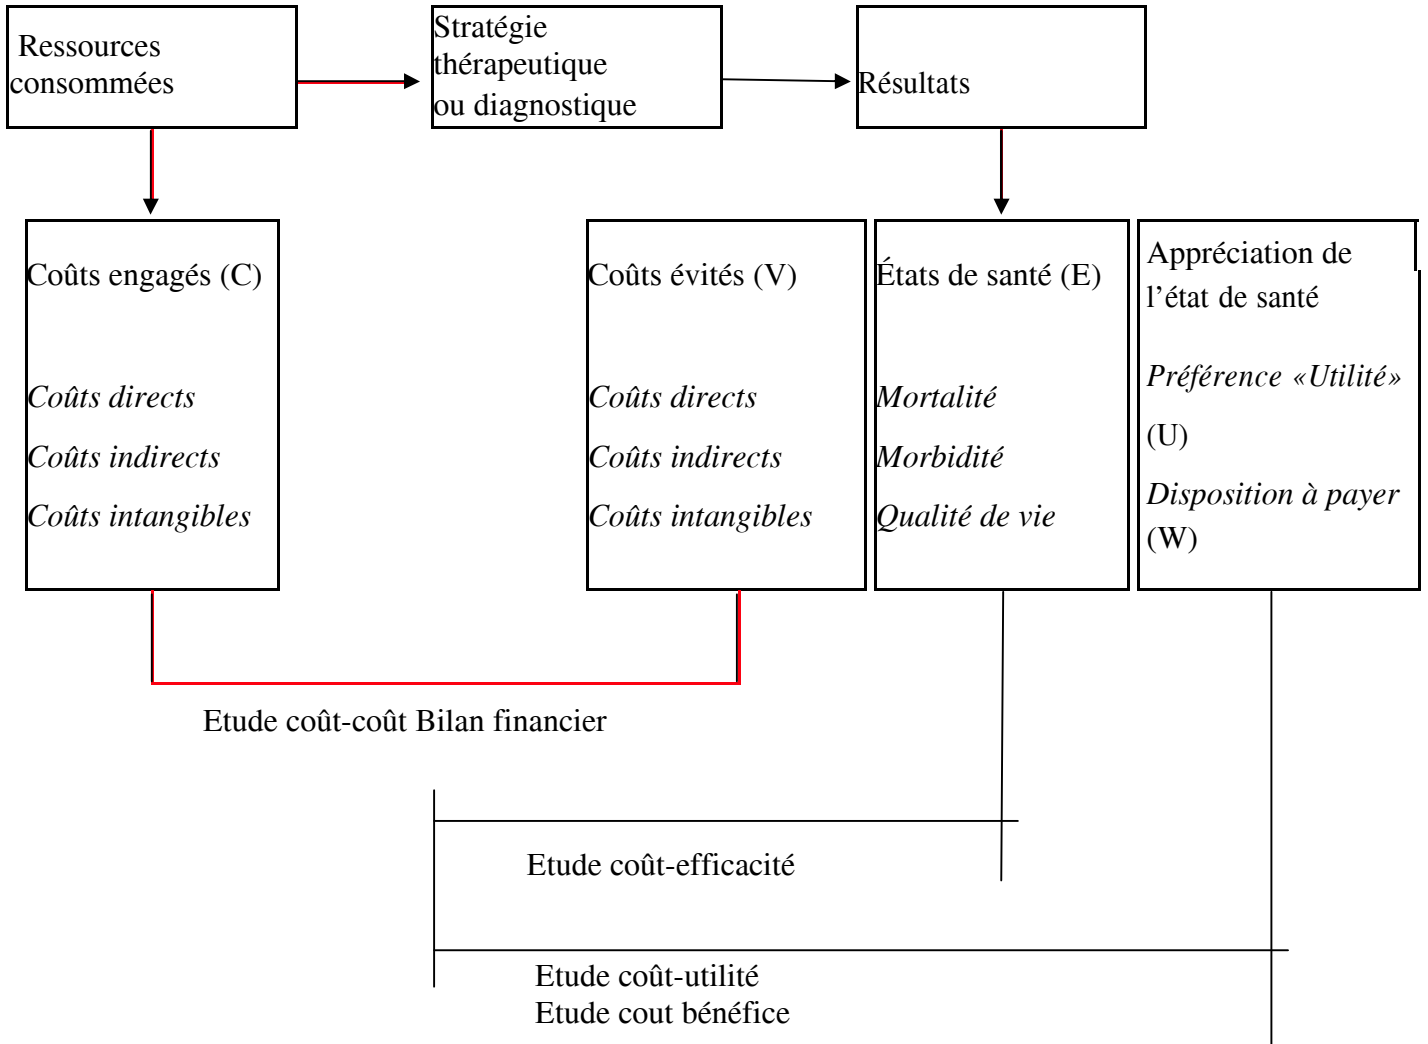 Ressources
consommées
Stratégie
thérapeutique
ou diagnostique
Résultats
Coûts engagés (C)
Coûts directs
Coûts indirects
Coûts intangibles
Coûts évités (V)
Coûts directs
Coûts indirects
Coûts intangibles
États de santé (E)
Mortalité
Morbidité
Qualité de vie
Appréciation de
l’état de santé
Préférence «Utilité»
(U)
Disposition à payer
(W)
Etude coût-coût Bilan financier
Etude coût-efficacité
Etude coût-utilité
Etude cout bénéfice